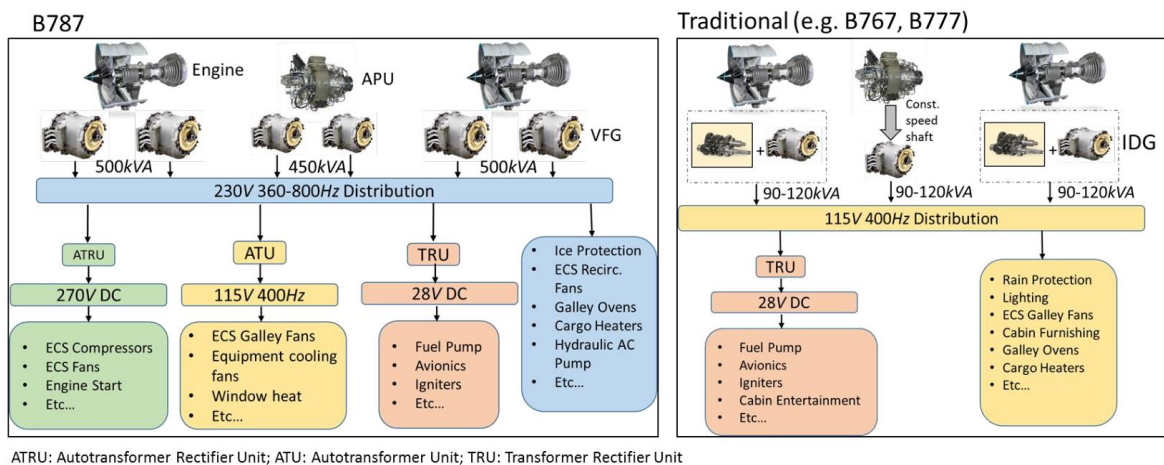 B787
Engine
APU
VFG
500kVA
450kVA
500kVA
230V 360-800Hz Distribution
ATRU
ATU
TRU
270V DC
115V 400Hz
28V DC
• ECS Compressors
• ECS Fans
• Engine Start
• Etc...
• ECS Galley Fans
• Equipment cooling
fans
• Window heat
• Etc...
• Fuel Pump
• Avionics
• Igniters
• Etc...
• Ice Protection
• ECS Recirc.
Fans
• Galley Ovens
• Cargo Heaters
• Hydraulic AC
Pump
• Etc...
Traditional (e.g. B767, B777)
Const.
speed
shaft
+
+
IDG
90-120kVA
90-120kVA
90-120kVA
115V 400Hz Distribution
TRU
28V DC
• Fuel Pump
• Avionics
• Igniters
• Cabin Entertainment
• Etc...
• Rain Protection
• Lighting
• ECS Galley Fans
• Cabin Furnishing
• Galley Ovens
• Cargo Heaters
• Etc...
ATRU: Autotransformer Rectifier Unit; ATU: Autotransformer Unit; TRU: Transformer Rectifier Unit